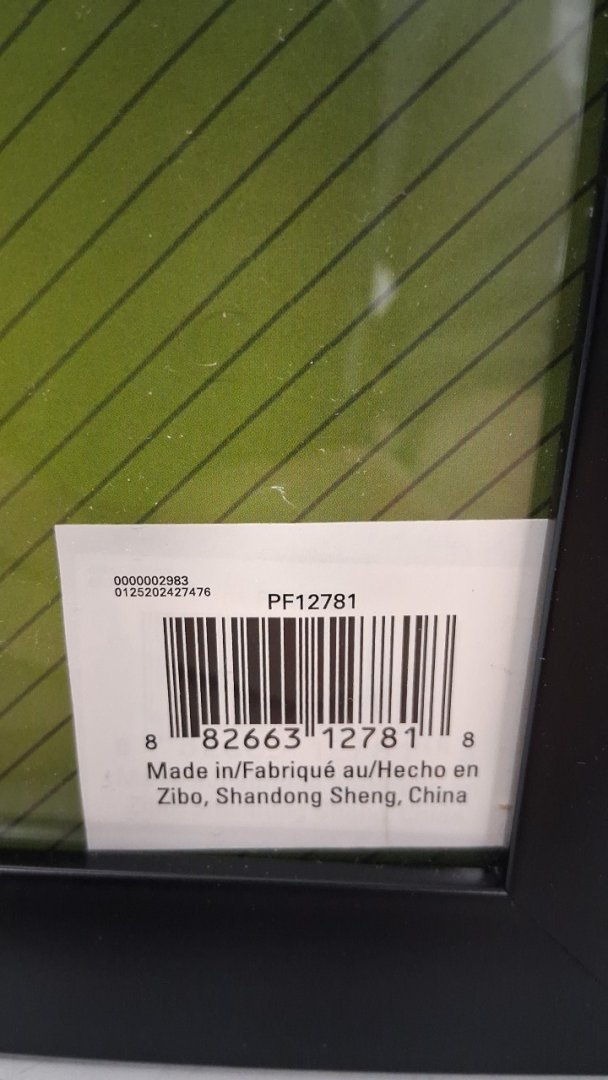 0000002983
0125202427476
PF12781
8 82663 12781 8
Made in/Fabriqué au/Hecho en
Zibo, Shandong Sheng, China